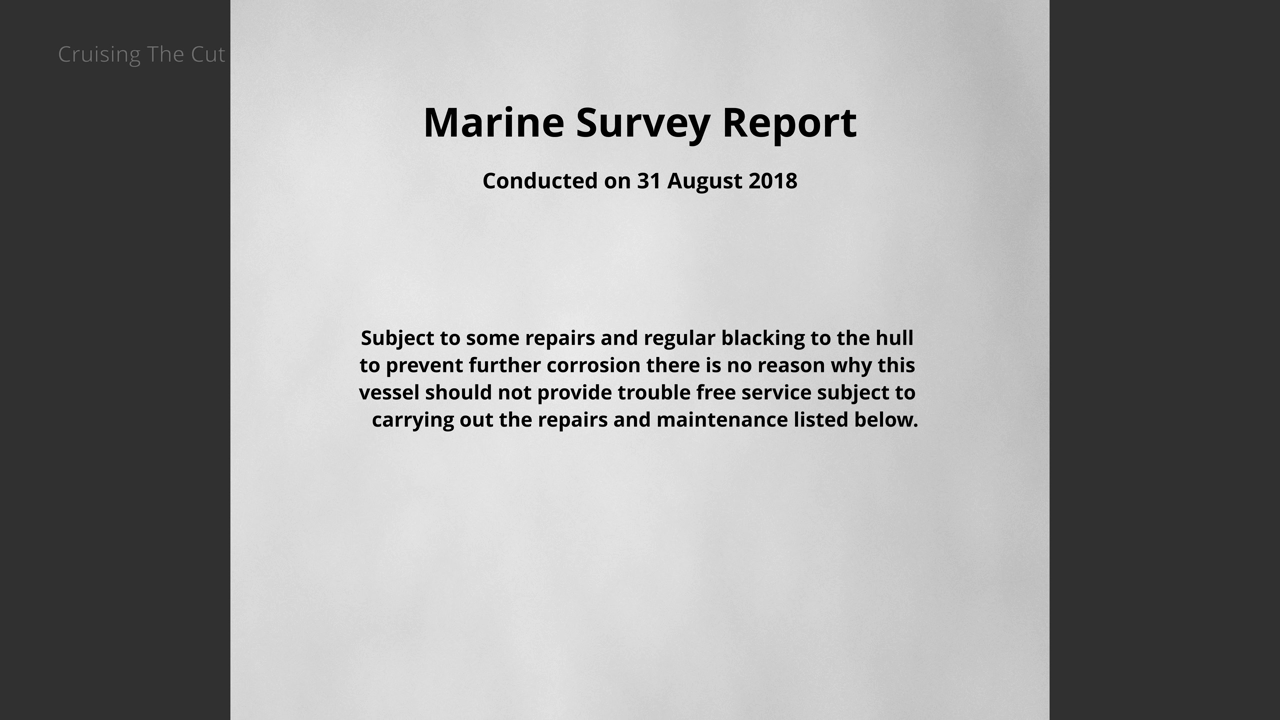 Cruising The Cut
Marine Survey Report
Conducted on 31 August 2018
Subject to some repairs and regular blacking to the hull
to prevent further corrosion there is no reason why this
vessel should not provide trouble free service subject to
carrying out the repairs and maintenance listed below.